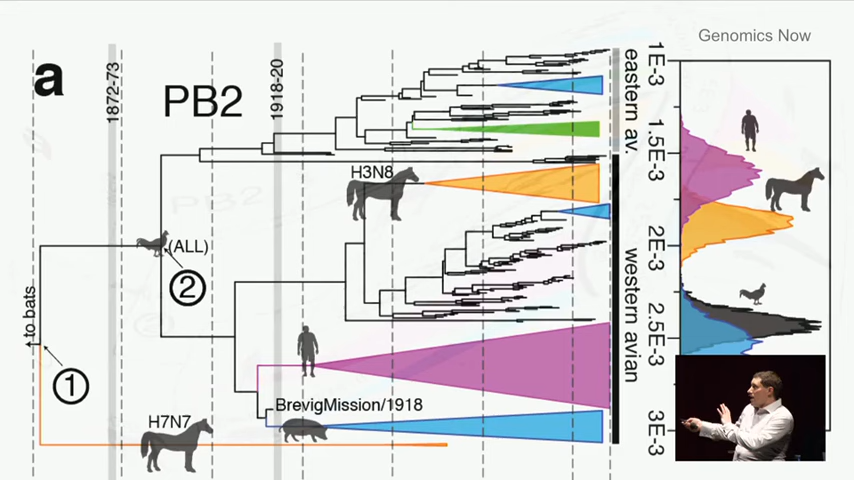 Genomics Now
a
PB2
1872-73
1918-20
eastern av.
western avian
H3N8
(ALL)
2
to bats
1
BrevigMission/1918
H7N7
1E-3
1.5E-3
2E-3
2.5E-3
3E-3